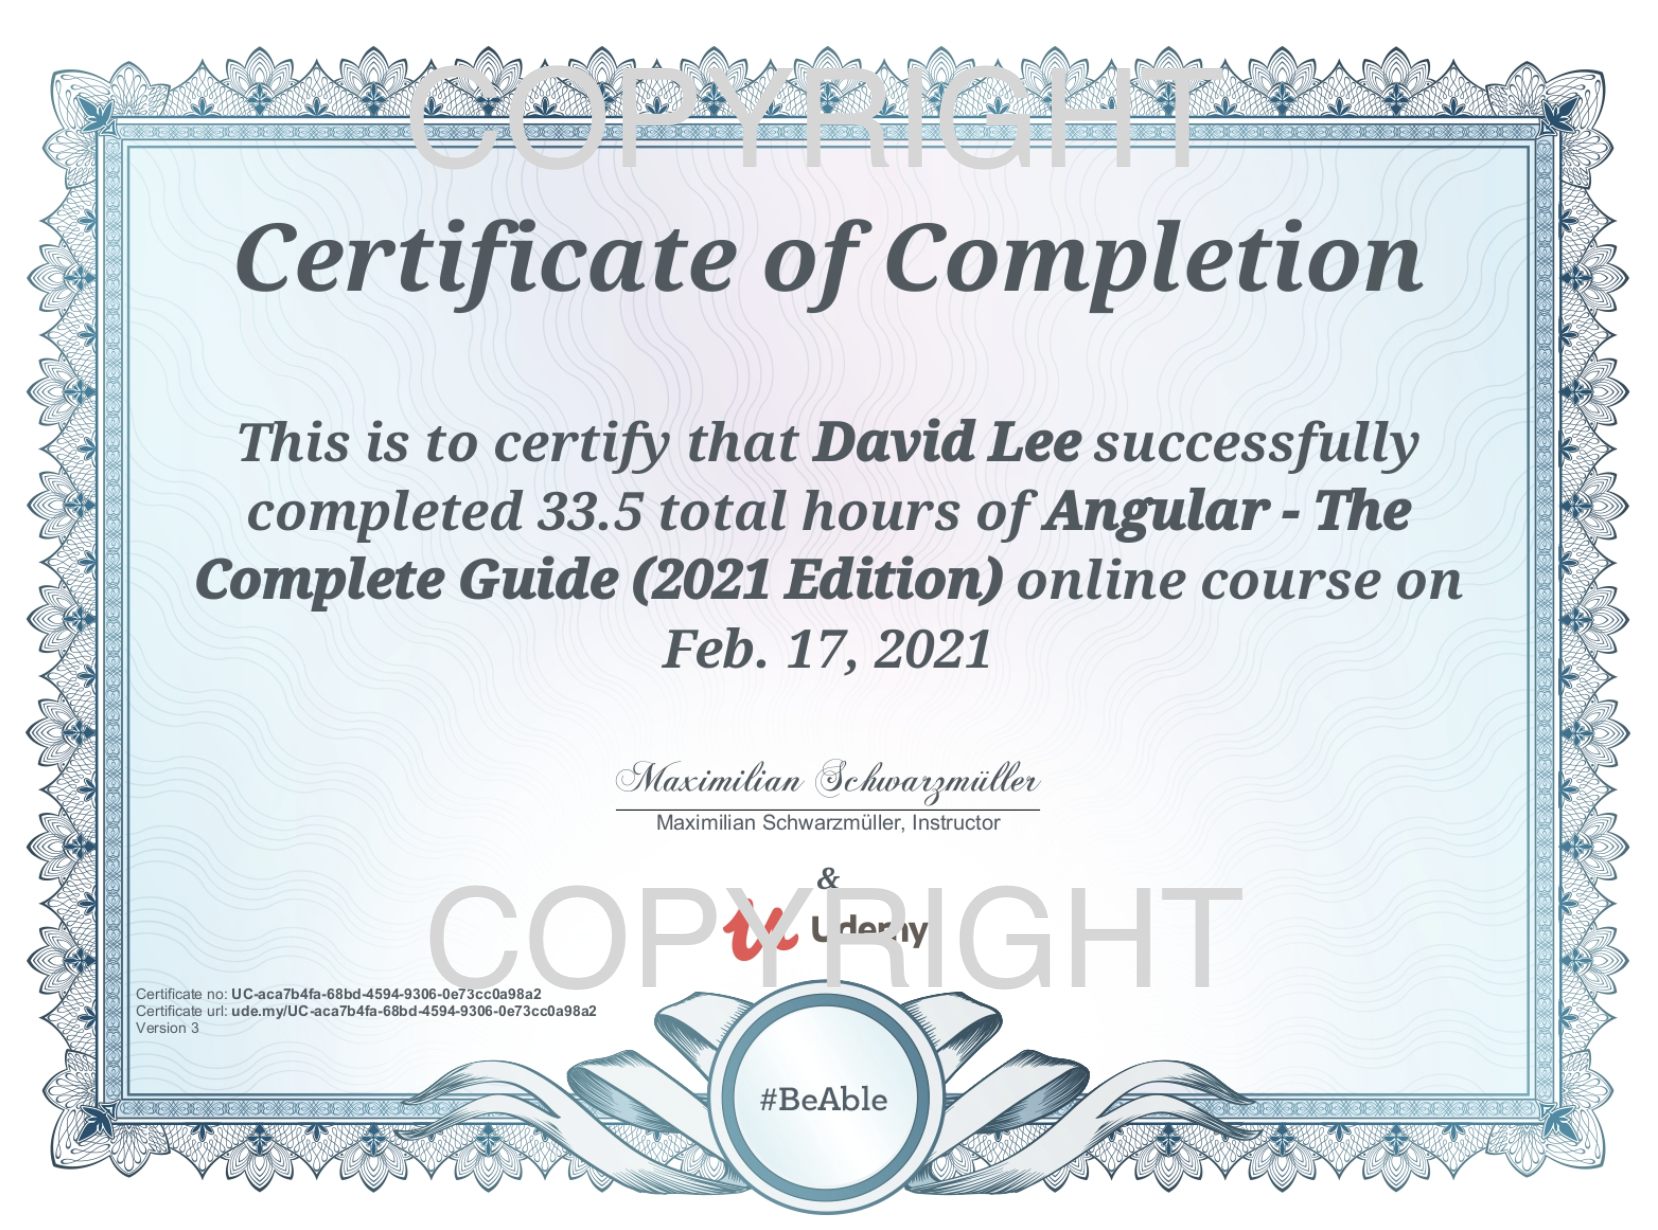 COPYRIGHT
Certificate of Completion
This is to certify that David Lee successfully
completed 33.5 total hours of Angular - The
Complete Guide (2021 Edition) online course on
Feb. 17, 2021
Maximilian Schwarzmüller
Maximilian Schwarzmüller, Instructor
&
COPYRIGHT
Udemy
Certificate no: UC-aca7b4fa-68bd-4594-9306-0e73cc0a98a2
Certificate url: ude.my/UC-aca7b4fa-68bd-4594-9306-0e73cc0a98a2
Version 3
#BeAble